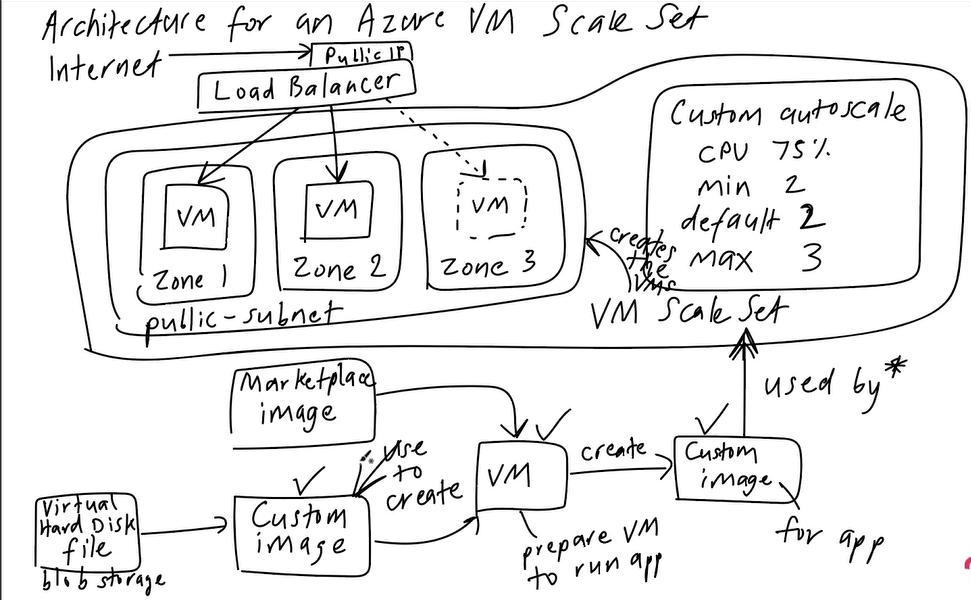 Architecture for an Azure VM Scale Set
Internet
Public IP
Load Balancer
VM
Zone 1
VM
Zone 2
VM
Zone 3
pullic-subnet
Custom autoscale
CPU 75%
min 2
default 2
max 3
creates
the
VMs
VM Scale Set
used by*
Marketplace
image
Use
to
create
Virtual
Hard Disk
file
blob storage
Custom
image
VM
prepare VM
to run app
create
Custom
image
for app